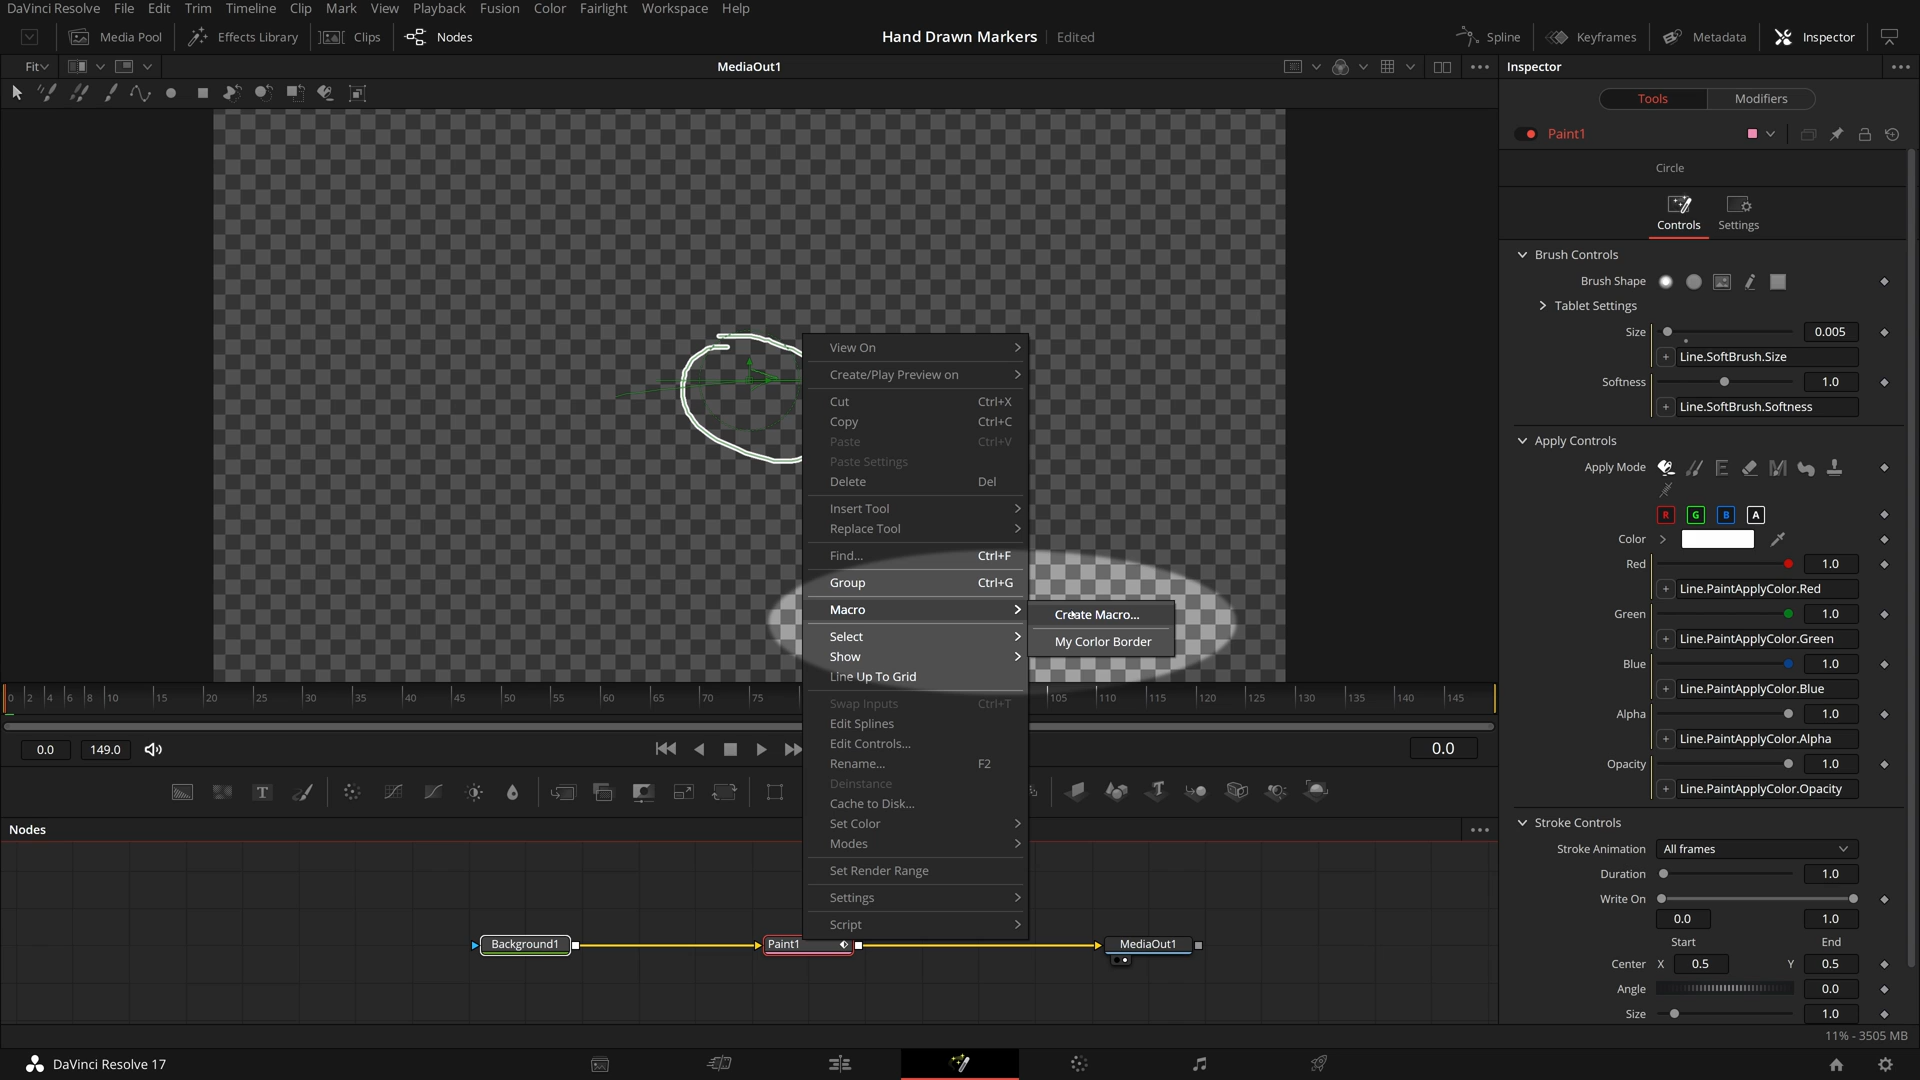 DaVinci Resolve File Edit Trim Timeline Clip Mark View Playback Fusion Color Fairlight Workspace Help
Media Pool Effects Library Clips Nodes Hand Drawn Markers Edited Spline Keyframes Metadata Inspector
Fit MediaOut1 Inspector
Tools Modifiers
Paint1
Circle
Controls Settings
Brush Controls
Brush Shape
Tablet Settings
Size 0.005
+ Line.SoftBrush.Size
Softness 1.0
+ Line.SoftBrush.Softness
Apply Controls
Apply Mode
R G B A
Color
Red 1.0
+ Line.PaintApplyColor.Red
Green 1.0
+ Line.PaintApplyColor.Green
Blue 1.0
+ Line.PaintApplyColor.Blue
Alpha 1.0
+ Line.PaintApplyColor.Alpha
Opacity 1.0
+ Line.PaintApplyColor.Opacity
Stroke Controls
Stroke Animation All frames
Duration 1.0
Write On
0.0 1.0
Start End
Center X 0.5 Y 0.5
Angle 0.0
Size 1.0
View On
Create/Play Preview on
Cut Ctrl+X
Copy Ctrl+C
Paste Ctrl+V
Paste Settings
Delete Del
Insert Tool
Replace Tool
Find... Ctrl+F
Group Ctrl+G
Macro
Select
Show
Line Up To Grid
Swap Inputs Ctrl+T
Edit Splines
Edit Controls...
Rename... F2
Deinstance
Cache to Disk...
Set Color
Modes
Set Render Range
Settings
Script
Create Macro...
My Corlor Border
0 2 4 6 8 10 15 20 25 30 35 40 45 50 55 60 65 70 75 105 110 115 120 125 130 135 140 145
0.0 149.0 0.0
T T
Nodes
Background1 Paint1 MediaOut1
11% - 3505 MB
DaVinci Resolve 17